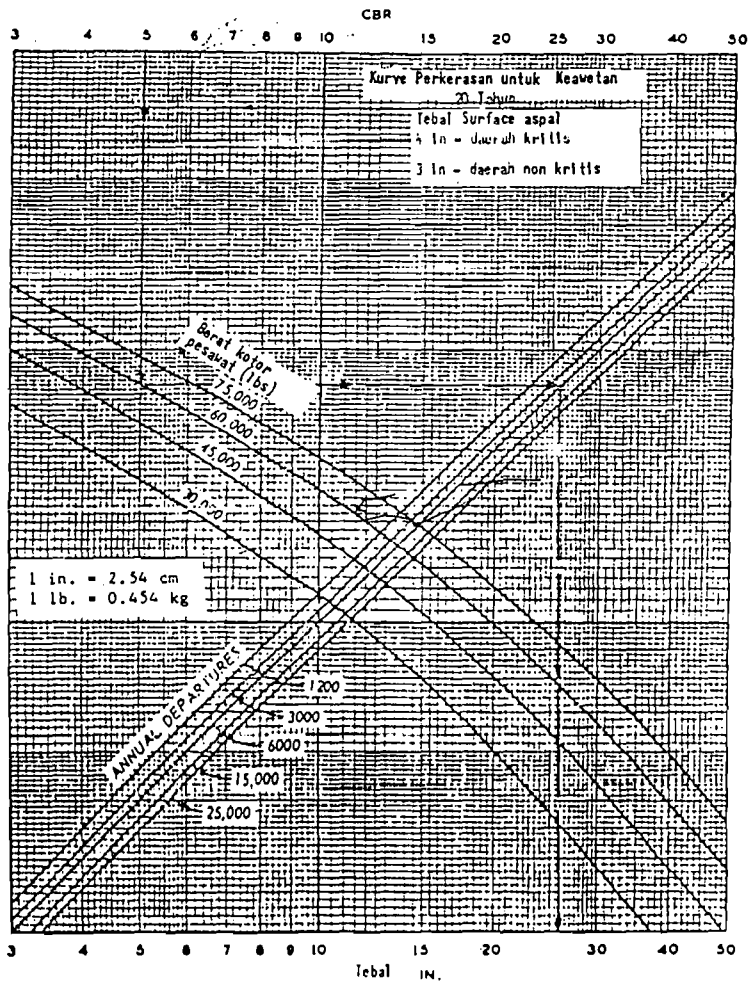 CBR
3 4 5 6 7 8 9 10 15 20 25 30 40 50
Kurve Perkerasan untuk Keawetan
20 Tahun
Tebal Surface aspal
4 in - daerah kritis
3 in - daerah non kritis
Berat kotor
pesawat (lbs)
75,000
60,000
45,000
30,000
1 in. = 2.54 cm
1 lb. = 0.454 kg
ANNUAL DEPARTURES
1200
3000
6000
15,000
25,000
3 4 5 6 7 8 9 10 15 20 30 40 50
Tebal IN.